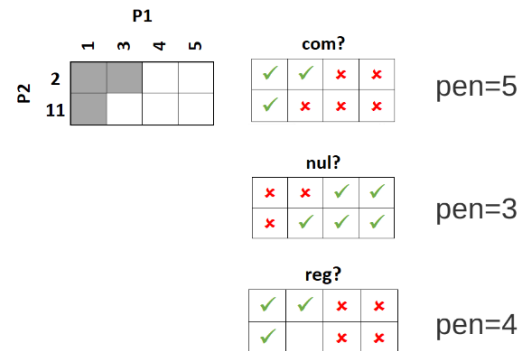 P1
1 3 4 5
P2
2
11
com?
✓ ✓ ✗ ✗
✓ ✗ ✗ ✗
pen=5
nul?
✗ ✗ ✓ ✓
✗ ✓ ✓ ✓
pen=3
reg?
✓ ✓ ✗ ✗
✓ ✗ ✗
pen=4